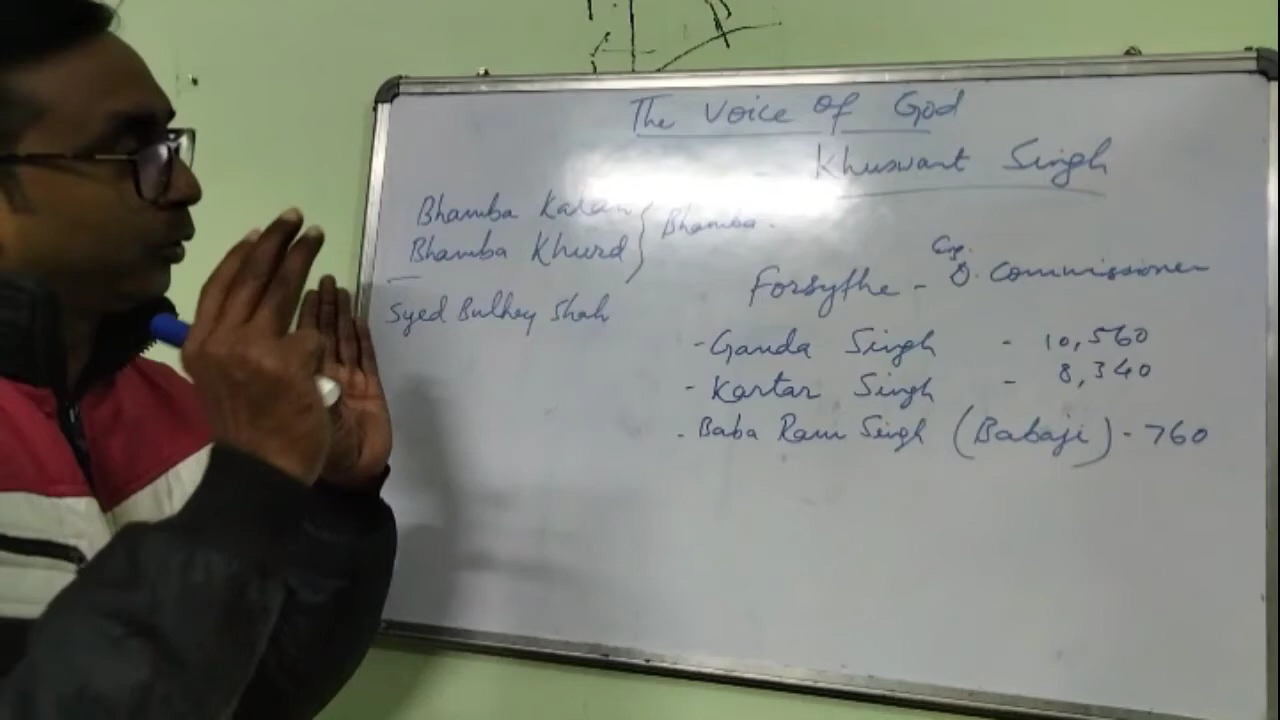 The Voice of God
Khuswant Singh
Bhamba Kalan
Bhamba Khurd } Bhamba.
Syed Bulhey Shah
Forsythe - D. Commissioner
- Ganda Singh - 10,560
- Kartar Singh - 8,340
- Baba Ram Singh (Babaji) - 760